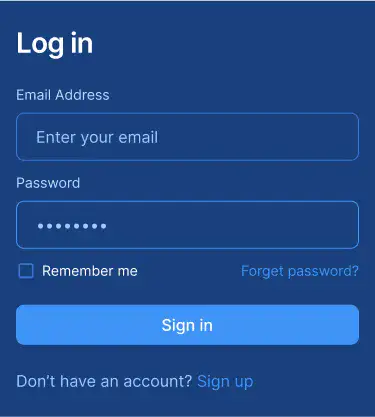 Log in
Email Address
Enter your email
Password
••••••••
Remember me Forget password?
Sign in
Don't have an account? Sign up